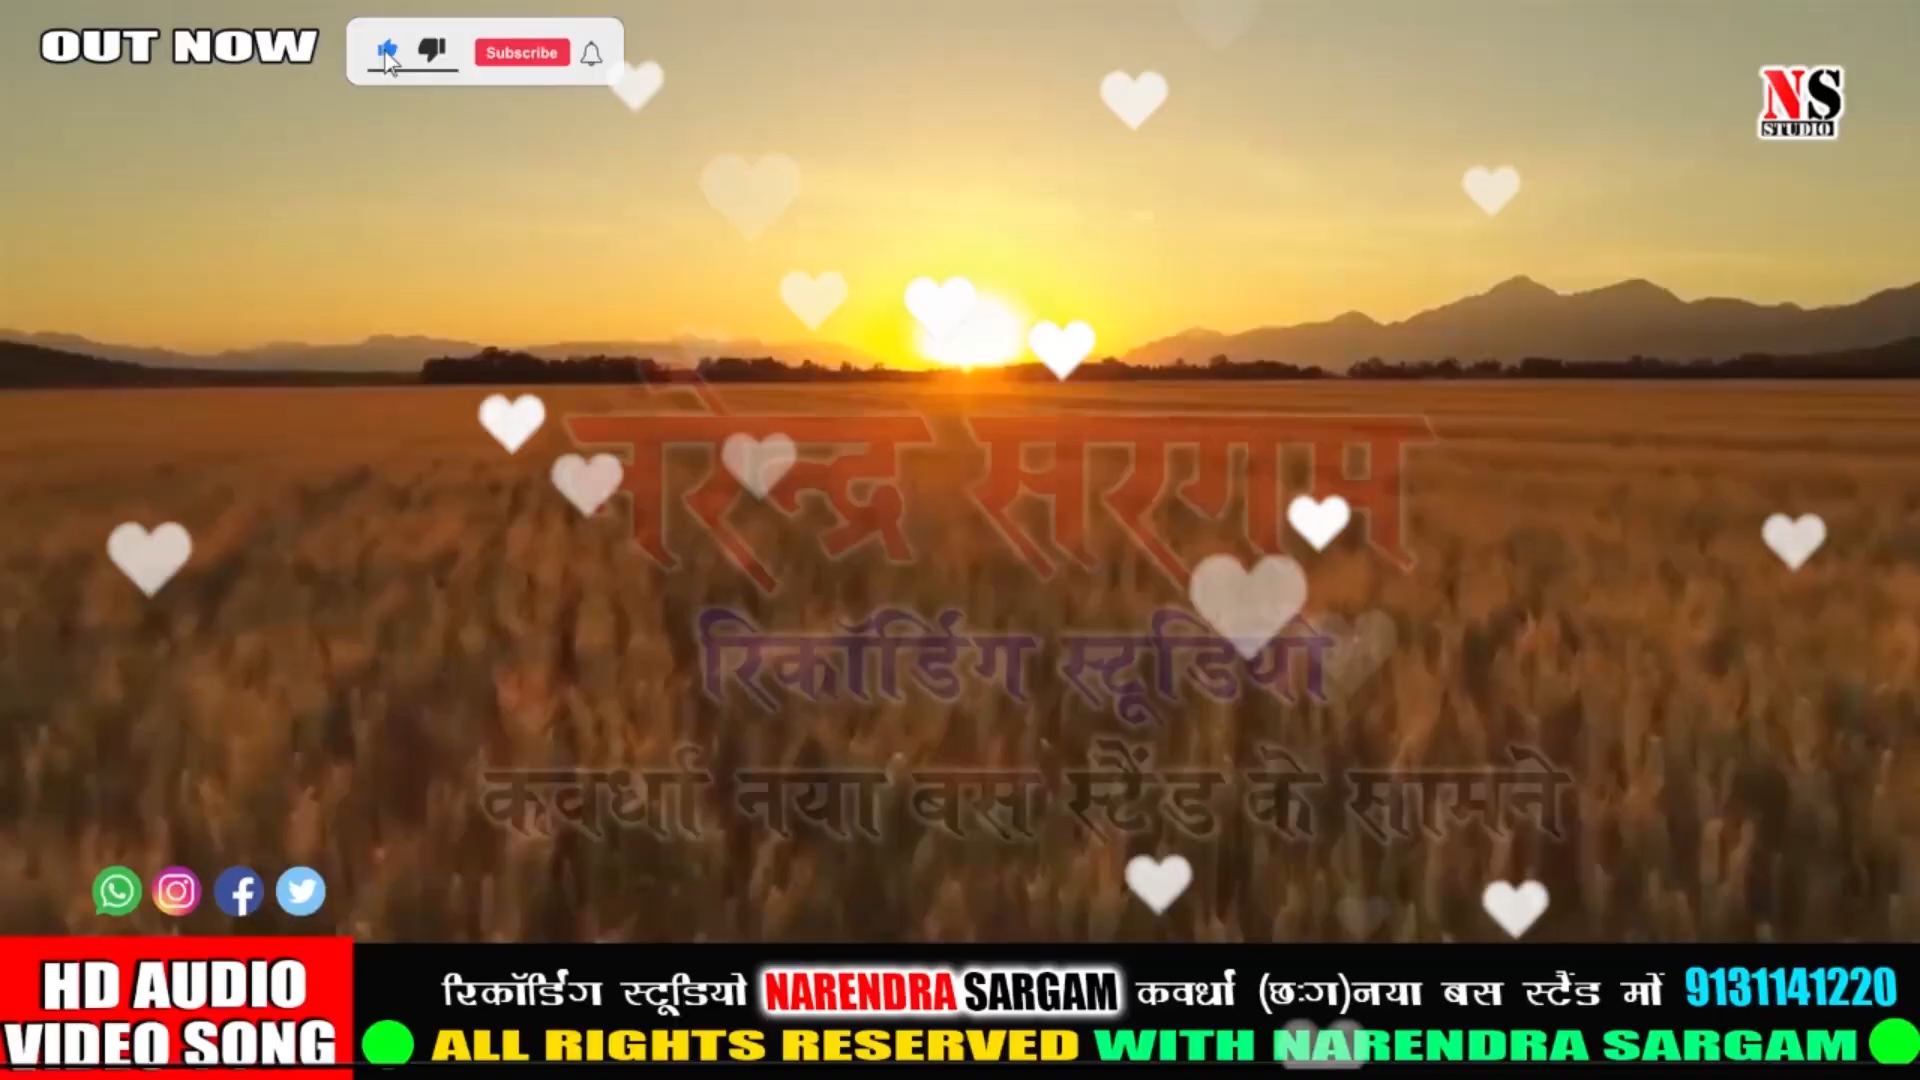 OUT NOW
Subscribe
NS
STUDIO
नरेन्द्र सरगम
रिकॉर्डिंग स्टूडियो
कवर्धा नया बस स्टैंड के सामने
HD AUDIO
VIDEO SONG
रिकॉर्डिंग स्टूडियो NARENDRA SARGAM कवर्धा (छःग)नया बस स्टैंड मों 9131141220
ALL RIGHTS RESERVED WITH NARENDRA SARGAM